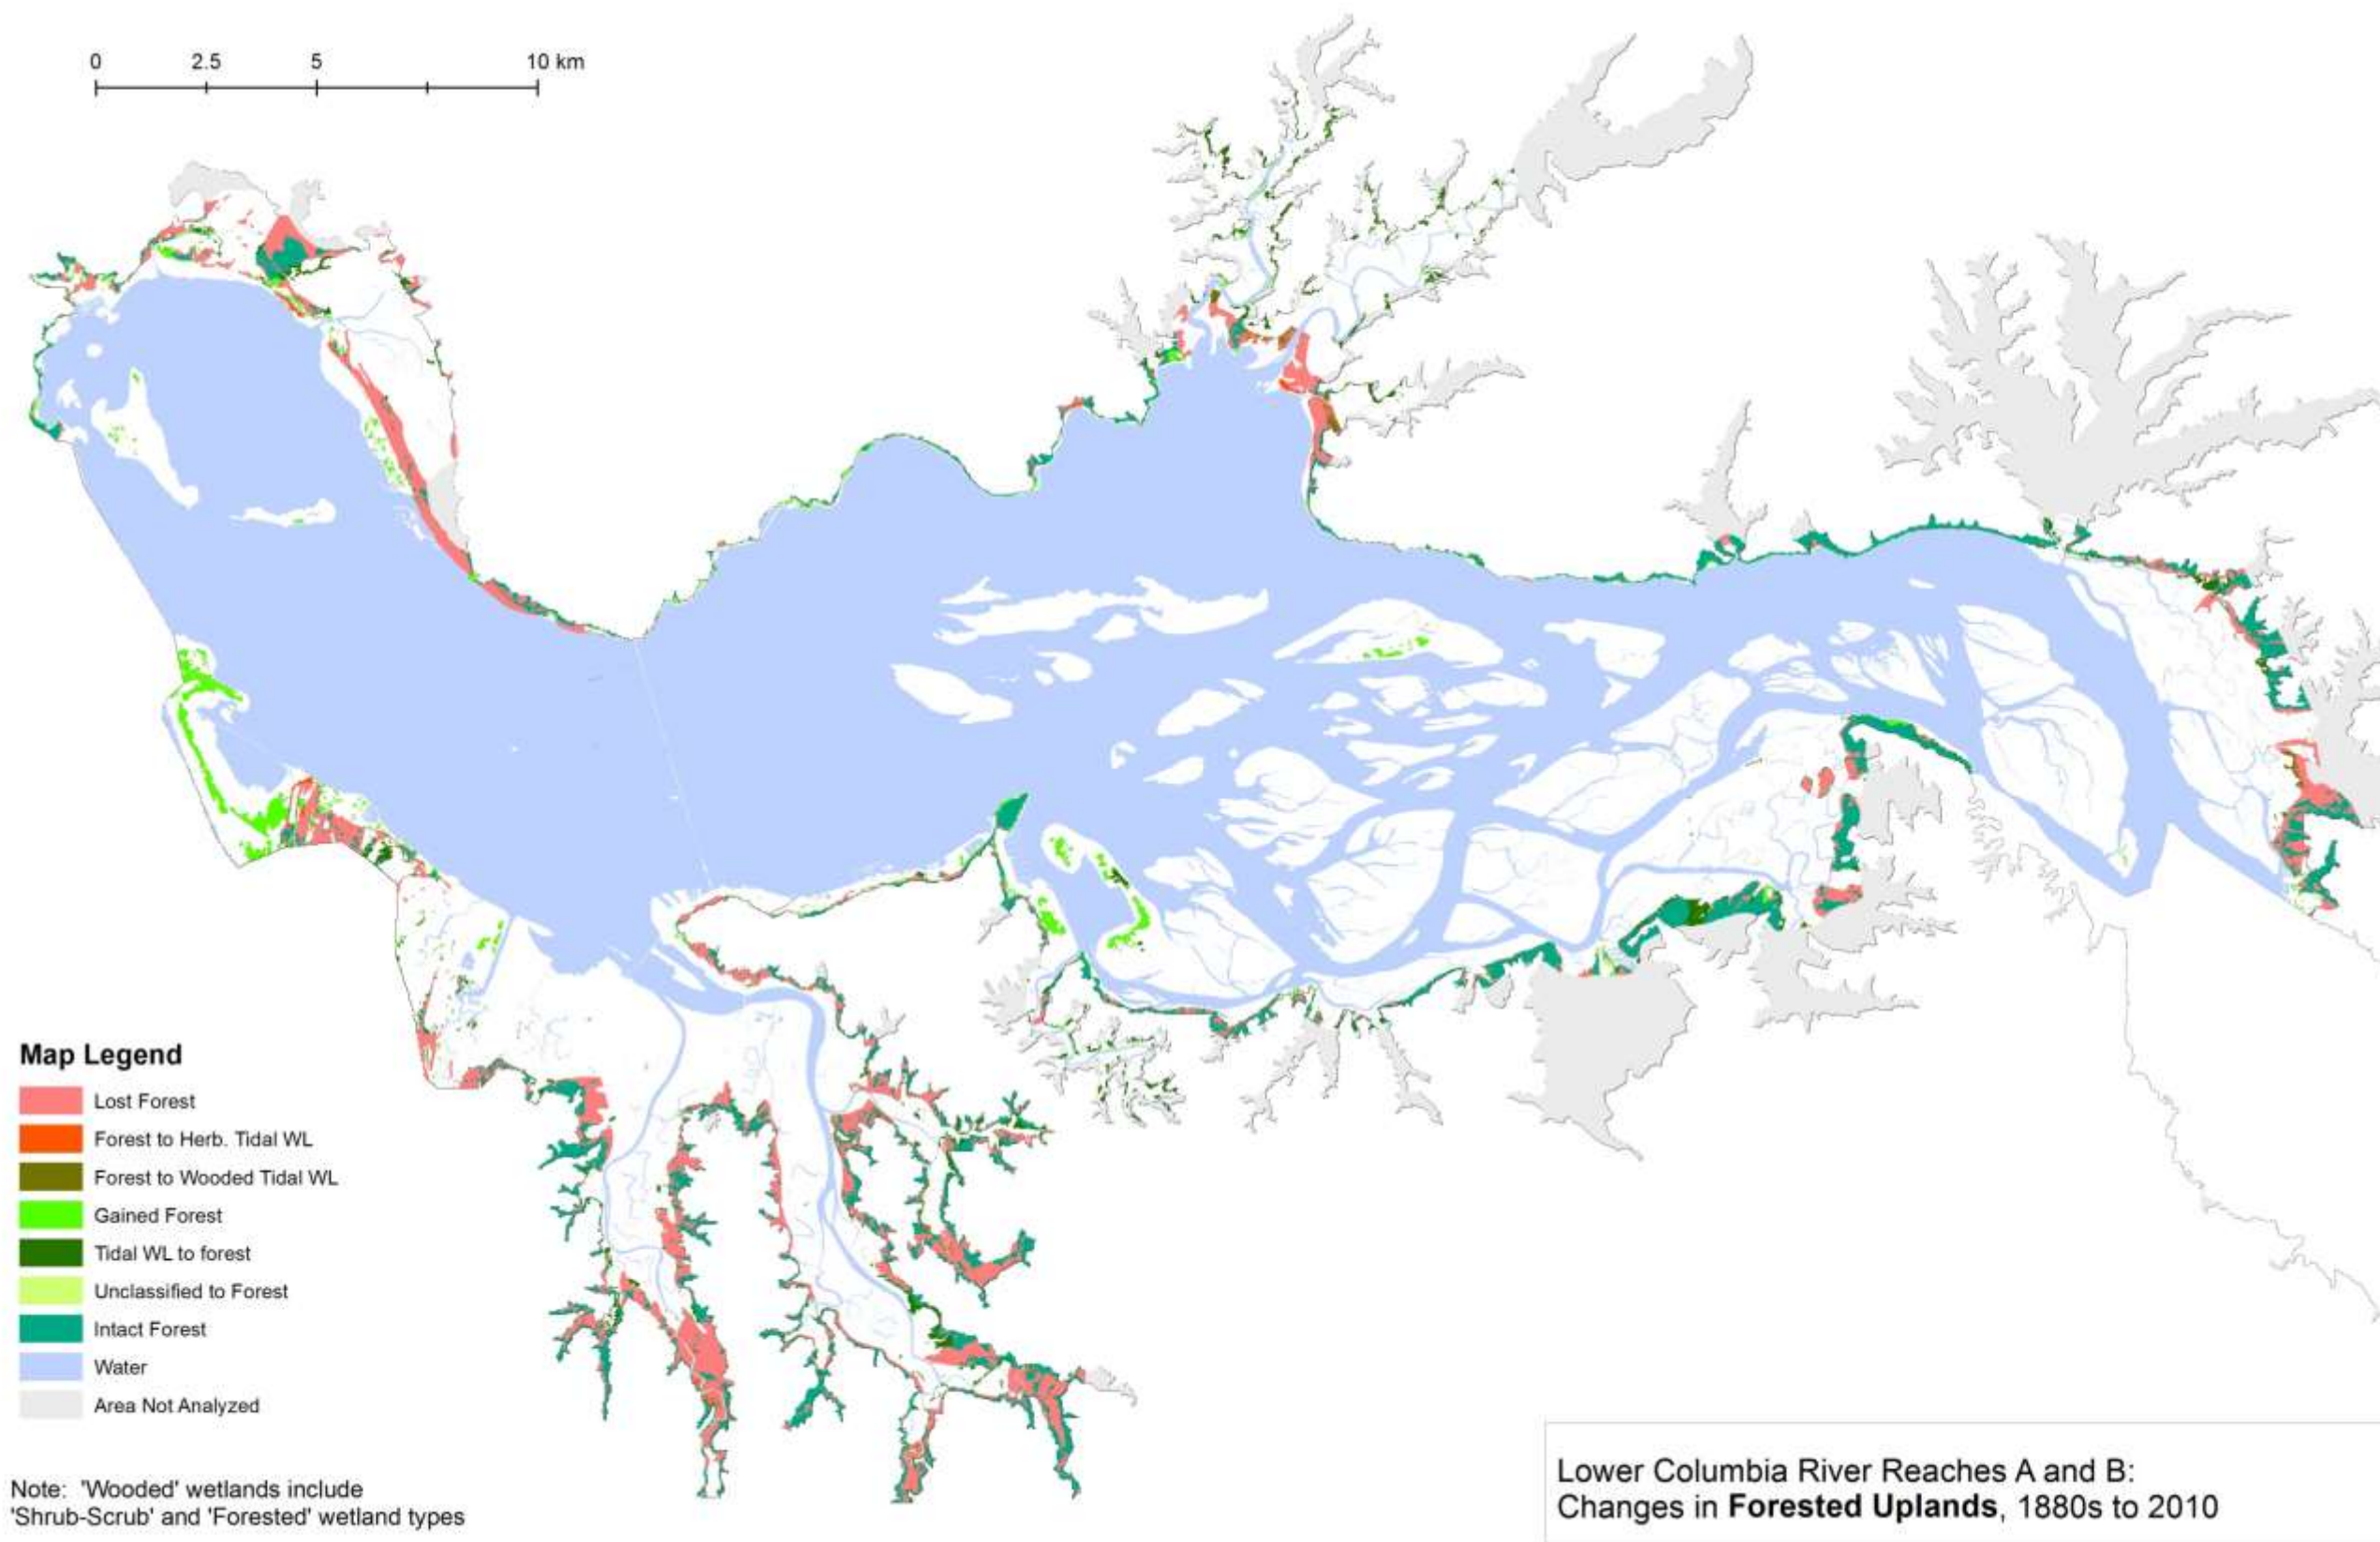 0 2.5 5 10 km
Map Legend
Lost Forest
Forest to Herb. Tidal WL
Forest to Wooded Tidal WL
Gained Forest
Tidal WL to forest
Unclassified to Forest
Intact Forest
Water
Area Not Analyzed
Note: 'Wooded' wetlands include
'Shrub-Scrub' and 'Forested' wetland types
Lower Columbia River Reaches A and B:
Changes in Forested Uplands, 1880s to 2010